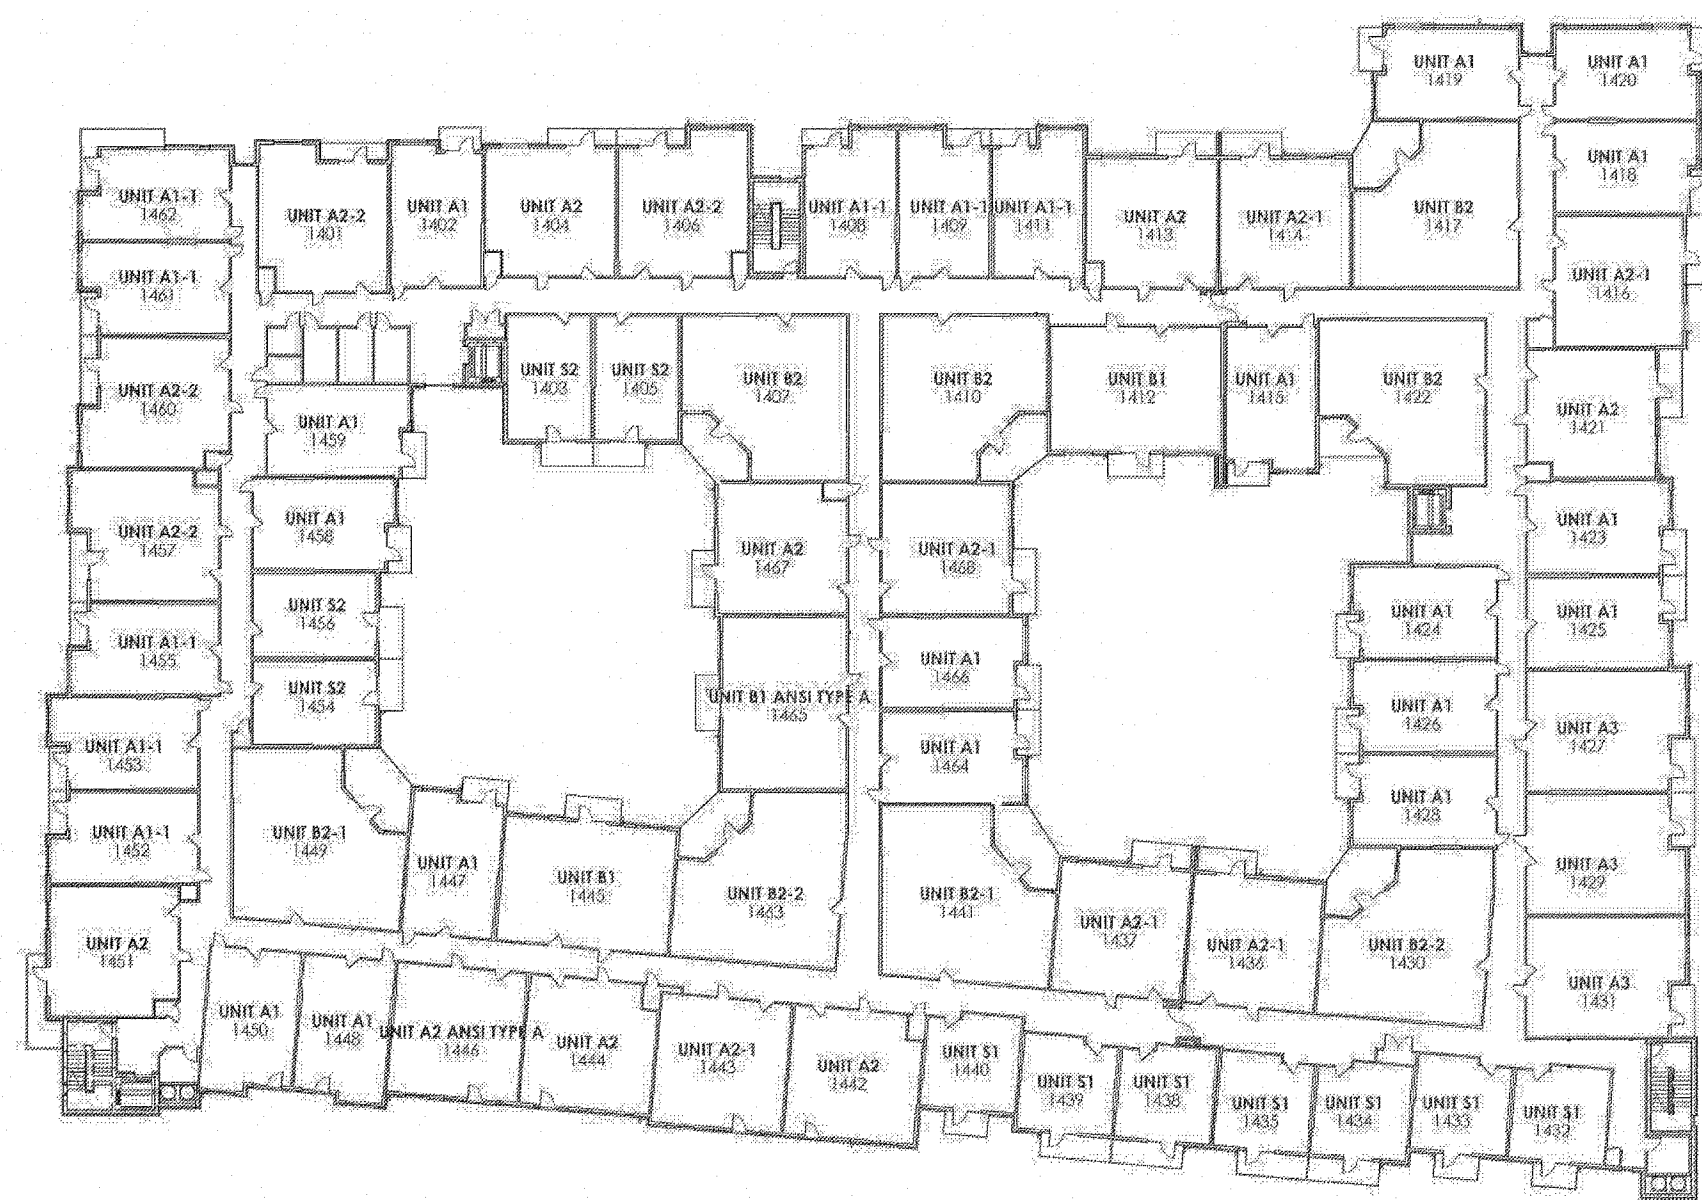 UNIT A1
1419
UNIT A1
1420
UNIT A1
1418
UNIT A1-1
1462
UNIT A2-2
1401
UNIT A1
1402
UNIT A2
1404
UNIT A2-2
1406
UNIT A1-1
1408
UNIT A1-1
1409
UNIT A1-1
1411
UNIT A2
1413
UNIT A2-1
1414
UNIT B2
1417
UNIT A1-1
1461
UNIT A2-1
1416
UNIT A2-2
1460
UNIT S2
1403
UNIT S2
1405
UNIT B2
1407
UNIT B2
1410
UNIT B1
1412
UNIT A1
1415
UNIT B2
1422
UNIT A2
1421
UNIT A1
1459
UNIT A2-2
1457
UNIT A1
1458
UNIT A2
1467
UNIT A2-1
1468
UNIT A1
1423
UNIT S2
1456
UNIT A1
1424
UNIT A1
1425
UNIT A1-1
1455
UNIT S2
1454
UNIT B1 ANSI TYPE A
1465
UNIT A1
1466
UNIT A1
1426
UNIT A3
1427
UNIT A1-1
1453
UNIT A1
1464
UNIT A1
1428
UNIT A1-1
1452
UNIT B2-1
1449
UNIT A1
1447
UNIT B1
1445
UNIT B2-2
1463
UNIT B2-1
1441
UNIT A2-1
1437
UNIT A2-1
1436
UNIT B2-2
1430
UNIT A3
1429
UNIT A2
1451
UNIT A3
1431
UNIT A1
1450
UNIT A1
1448
UNIT A2 ANSI TYPE A
1446
UNIT A2
1444
UNIT A2-1
1443
UNIT A2
1442
UNIT S1
1440
UNIT S1
1439
UNIT S1
1438
UNIT S1
1435
UNIT S1
1434
UNIT S1
1433
UNIT S1
1432